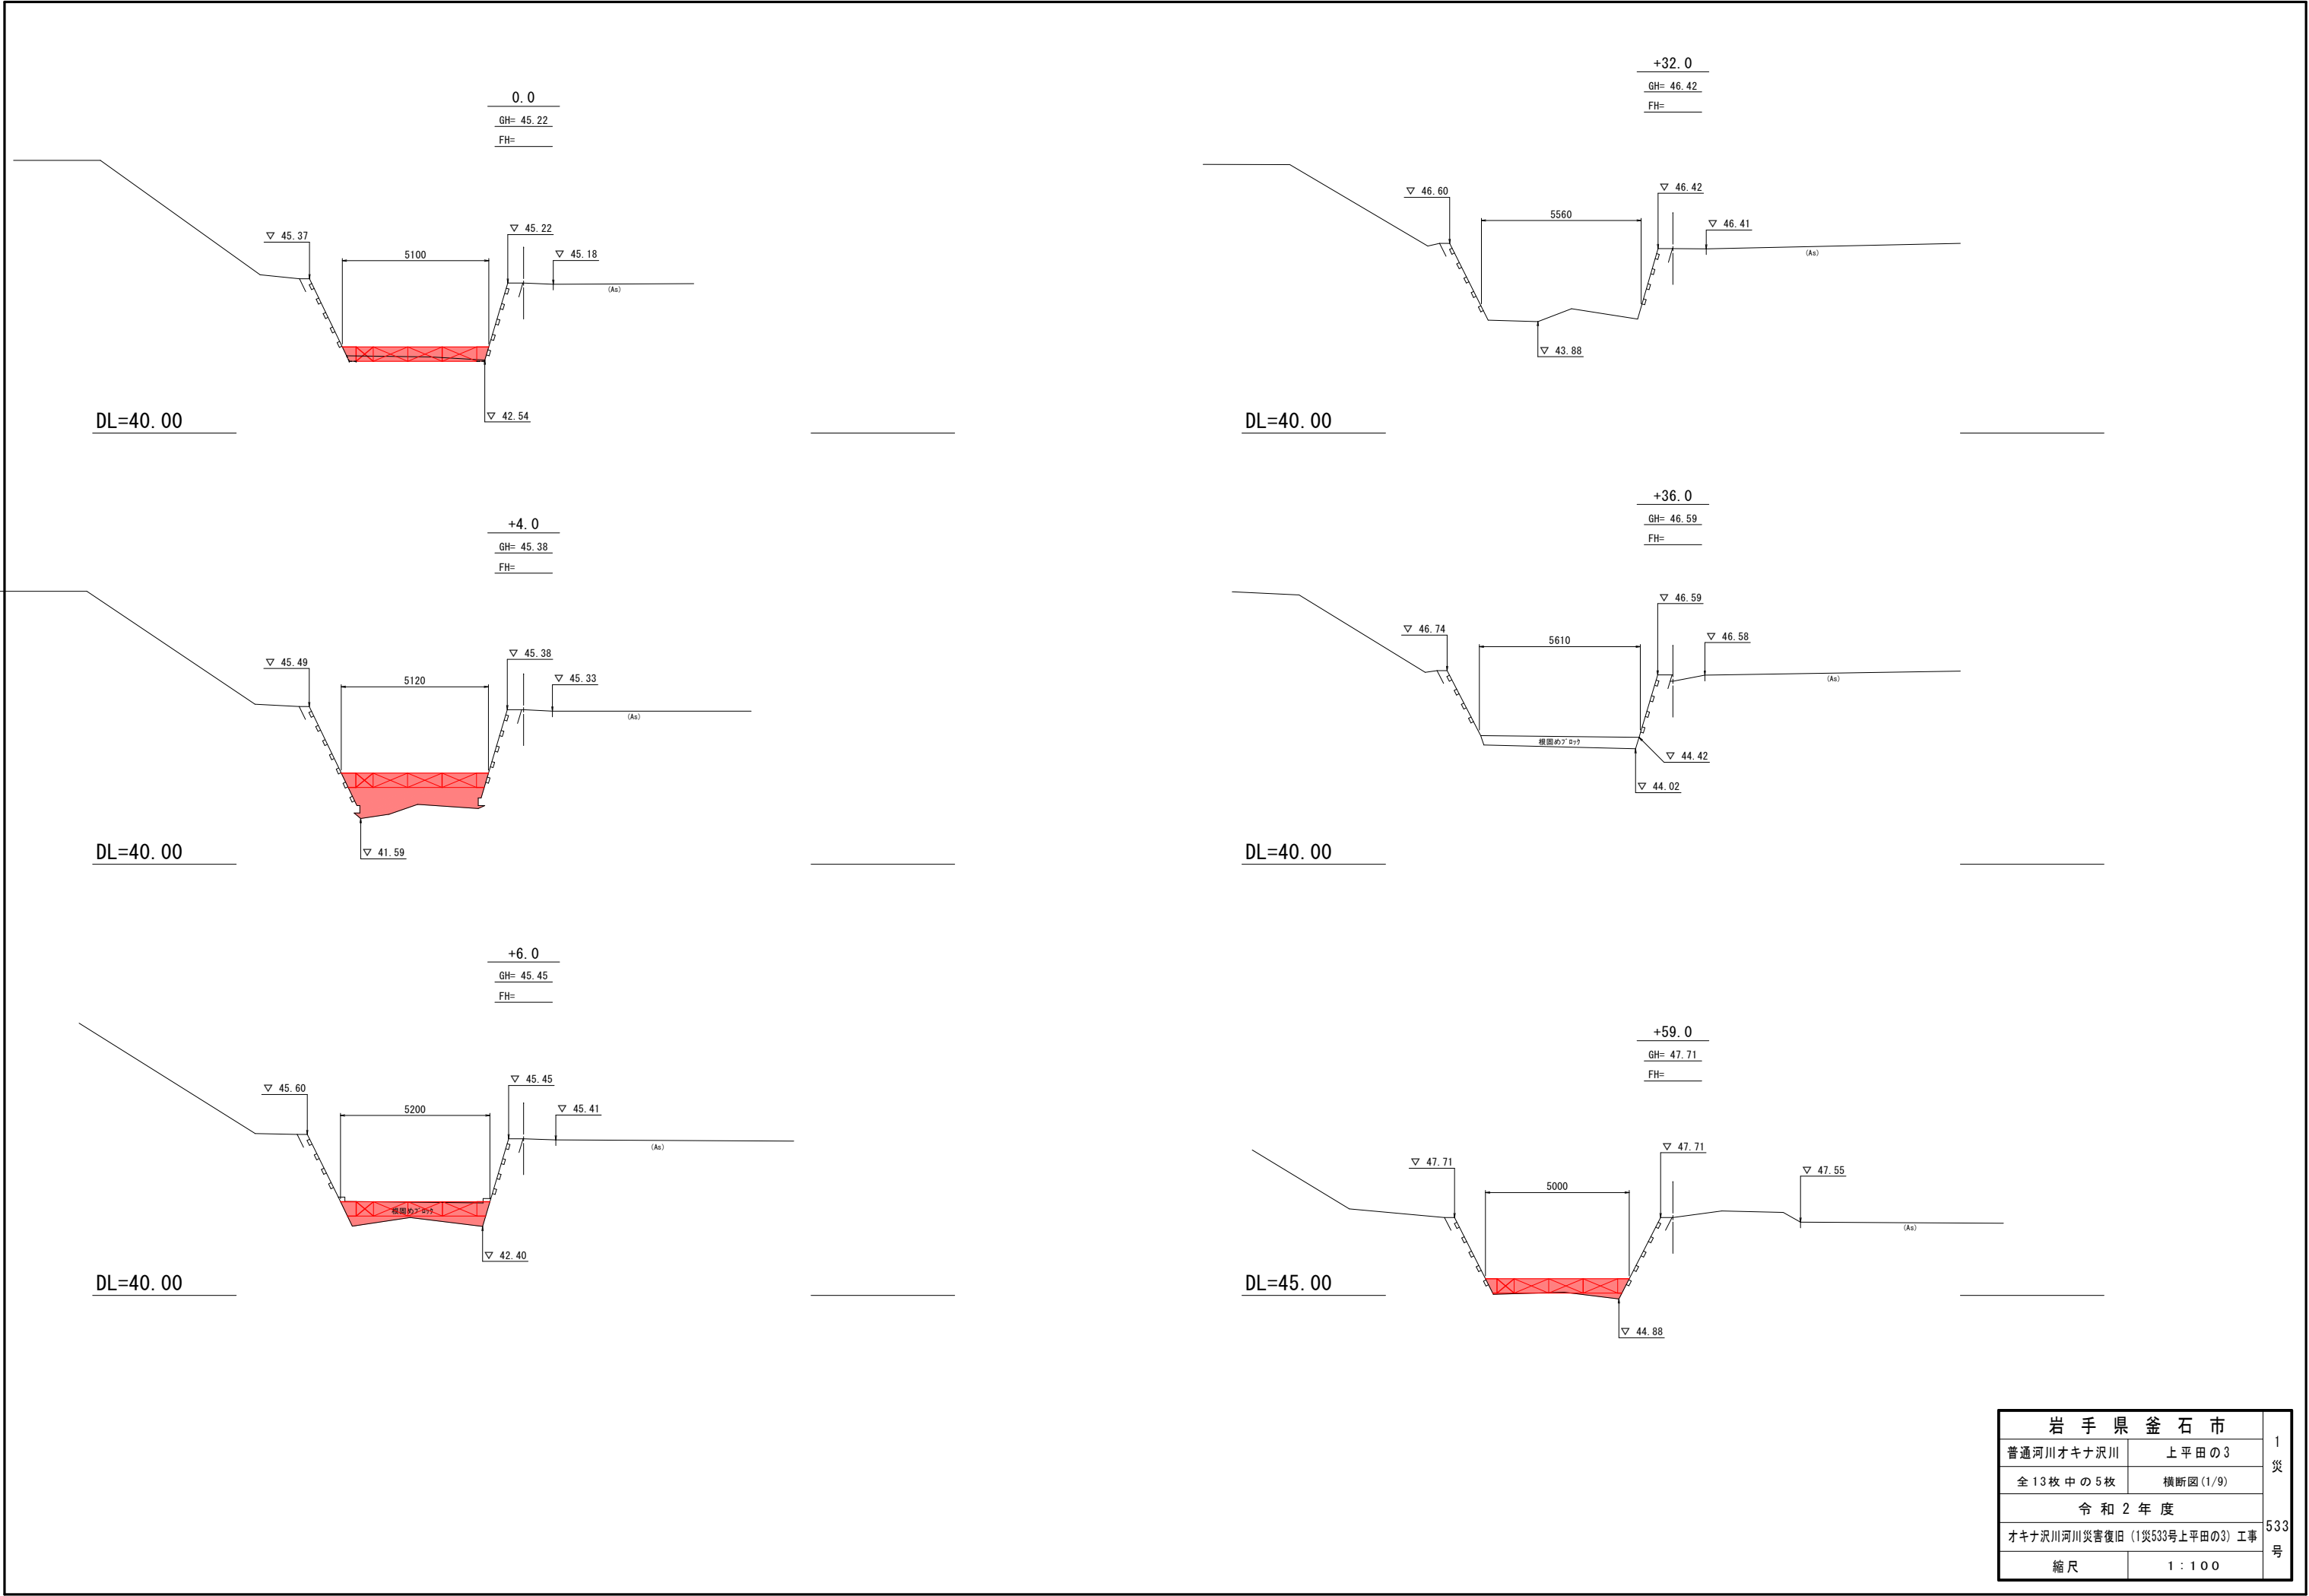 0.0
GH= 45.22
FH=
▽ 45.37
▽ 45.22
▽ 45.18
5100
(As)
▽ 42.54
DL=40.00
+4.0
GH= 45.38
FH=
▽ 45.49
▽ 45.38
▽ 45.33
5120
(As)
▽ 41.59
DL=40.00
+6.0
GH= 45.45
FH=
▽ 45.60
▽ 45.45
▽ 45.41
5200
(As)
根固めブロック
▽ 42.40
DL=40.00
+32.0
GH= 46.42
FH=
▽ 46.60
▽ 46.42
▽ 46.41
5560
(As)
▽ 43.88
DL=40.00
+36.0
GH= 46.59
FH=
▽ 46.74
▽ 46.59
▽ 46.58
5610
(As)
根固めブロック
▽ 44.42
▽ 44.02
DL=40.00
+59.0
GH= 47.71
FH=
▽ 47.71
▽ 47.71
▽ 47.55
5000
(As)
▽ 44.88
DL=45.00
岩手県釜石市
普通河川オキナ沢川 上平田の3
全13枚中の5枚 横断図(1/9)
令和2年度
オキナ沢川河川災害復旧(1災533号上平田の3)工事
縮尺 1:100
1
災
533
号